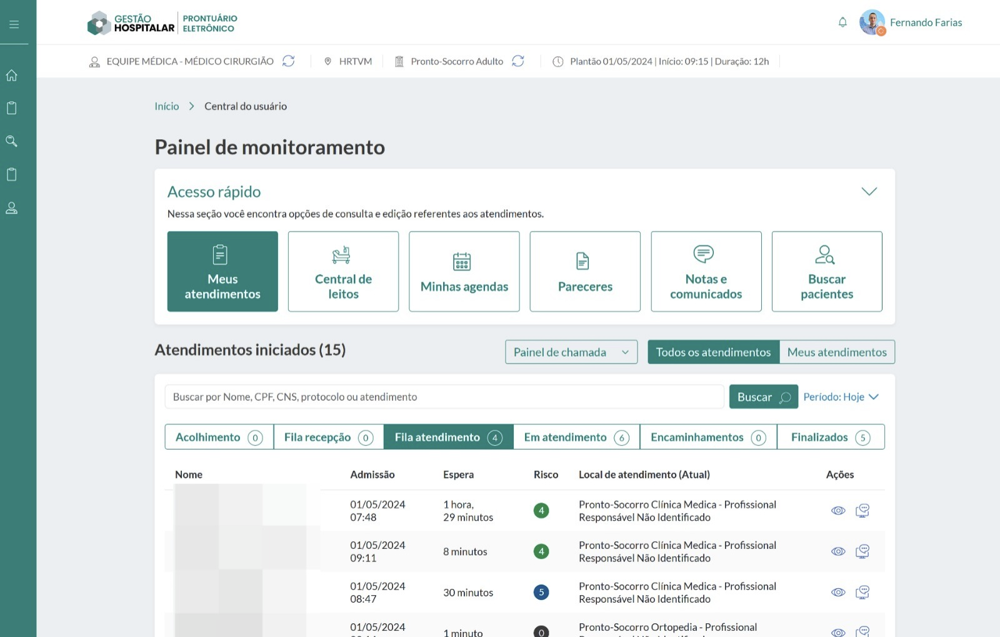 GESTÃO
HOSPITALAR
PRONTUÁRIO
ELETRÔNICO
Fernando Farias
EQUIPE MÉDICA - MÉDICO CIRURGIÃO
HRTVM
Pronto-Socorro Adulto
Plantão 01/05/2024 | Início: 09:15 | Duração: 12h
Início
Central do usuário
Painel de monitoramento
Acesso rápido
Nessa seção você encontra opções de consulta e edição referentes aos atendimentos.
Meus
atendimentos
Central de
leitos
Minhas agendas
Pareceres
Notas e
comunicados
Buscar
pacientes
Atendimentos iniciados (15)
Painel de chamada
Todos os atendimentos
Meus atendimentos
Buscar por Nome, CPF, CNS, protocolo ou atendimento
Buscar
Período: Hoje
Acolhimento 0
Fila recepção 0
Fila atendimento 4
Em atendimento 6
Encaminhamentos 0
Finalizados 5
Nome Admissão Espera Risco Local de atendimento (Atual) Ações
01/05/2024
07:48
1 hora,
29 minutos
4
Pronto-Socorro Clínica Medica - Profissional
Responsável Não Identificado
01/05/2024
09:11
8 minutos
4
Pronto-Socorro Clínica Medica - Profissional
Responsável Não Identificado
01/05/2024
08:47
30 minutos
5
Pronto-Socorro Clínica Medica - Profissional
Responsável Não Identificado
01/05/2024
1 minuto
0
Pronto-Socorro Ortopedia - Profissional